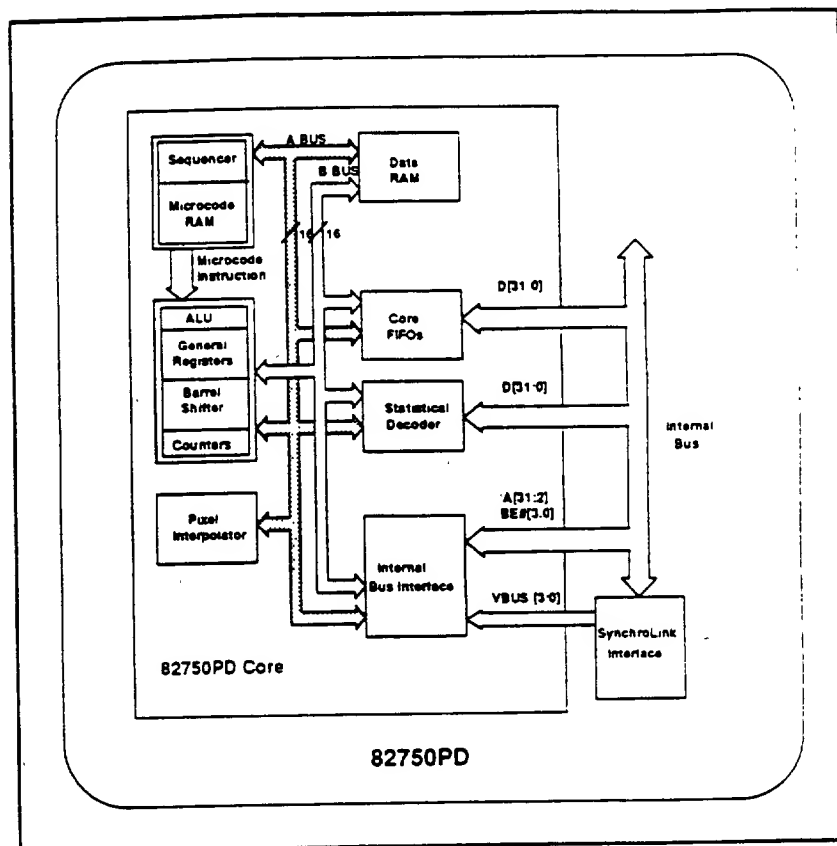 A BUS
Sequencer
Microcode
RAM
B BUS
Data
RAM
16
16
Microcode
Instruction
ALU
General
Registers
Barrel
Shifter
Counters
Core
FIFOs
D[31:0]
Statistical
Decoder
D[31:0]
Internal
Bus
Pixel
Interpolator
Internal
Bus Interface
A[31:2]
BE#[3:0]
VBUS [3:0]
SynchroLink
Interface
82750PD Core
82750PD